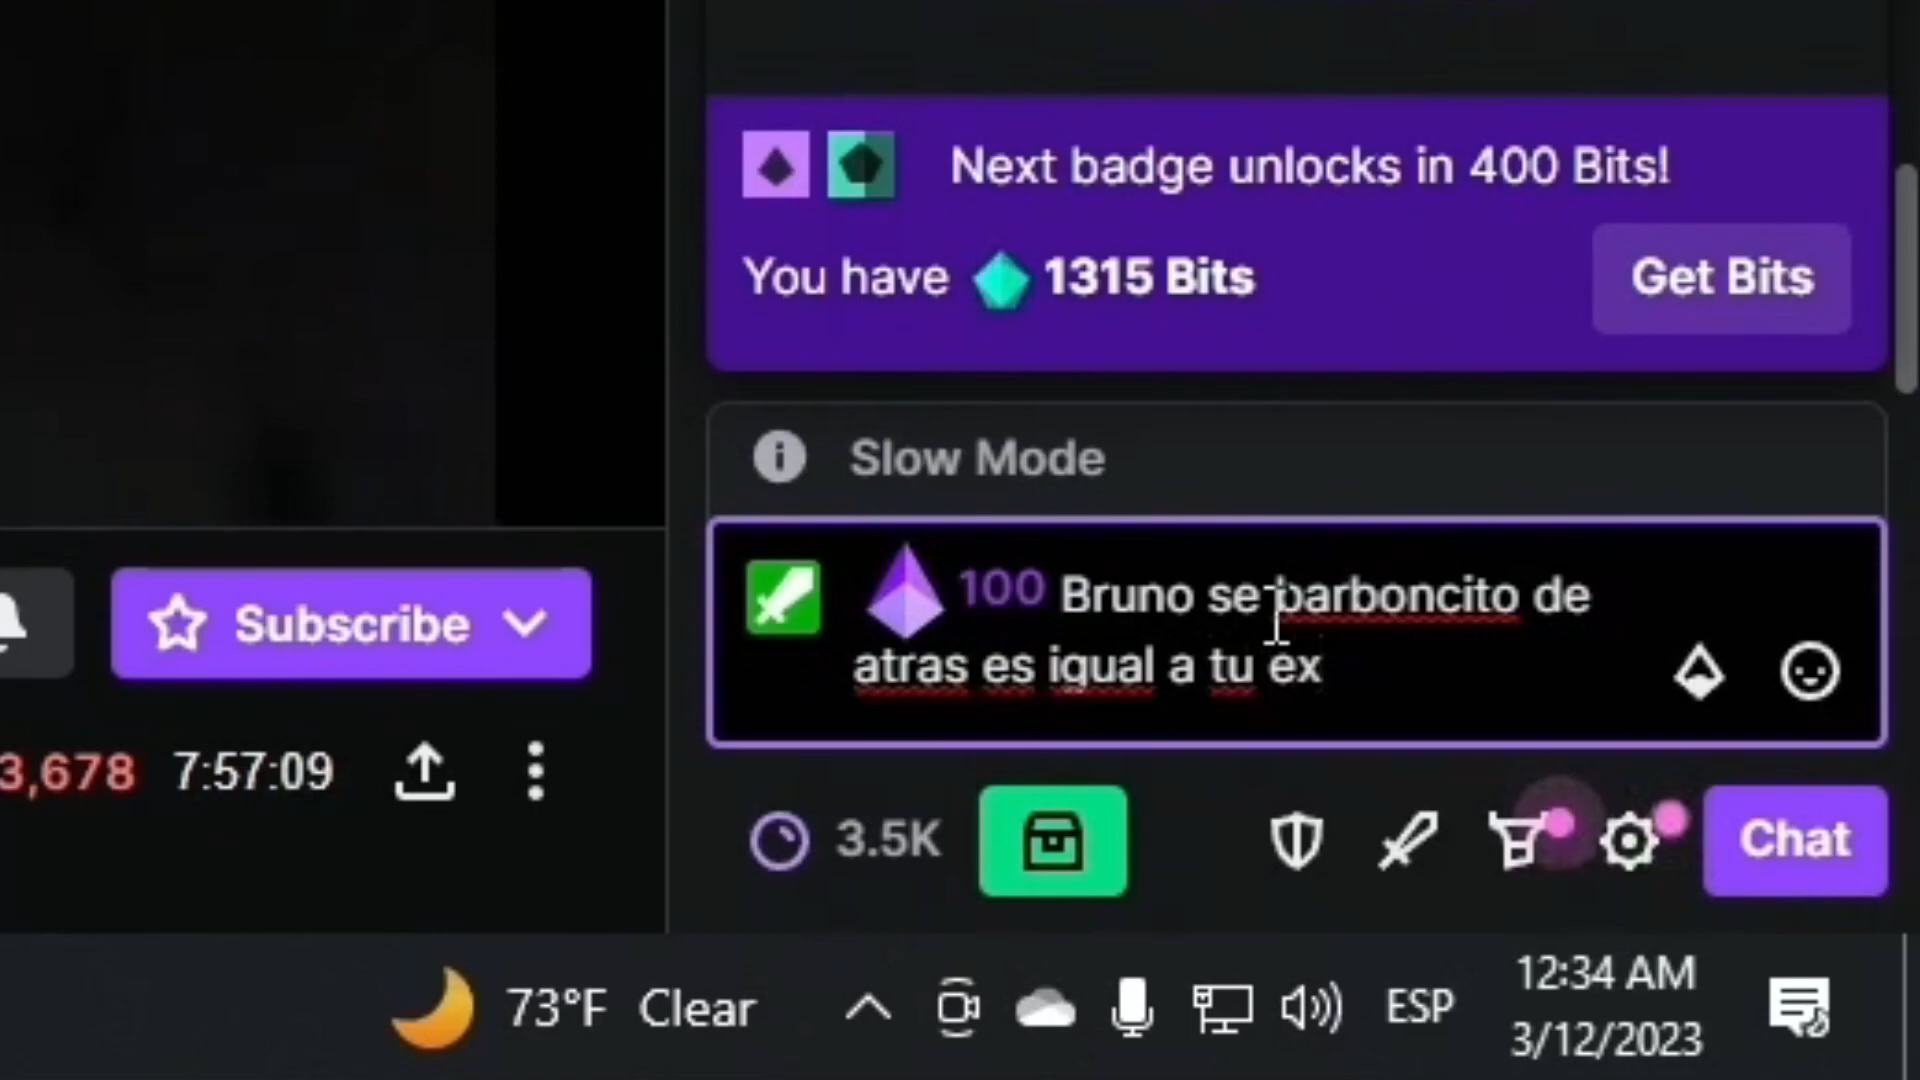 Next badge unlocks in 400 Bits!
You have 1315 Bits
Get Bits
Slow Mode
100 Bruno se barboncito de
atras es igual a tu ex
Subscribe
3,678 7:57:09
3.5K
Chat
73°F Clear
ESP
12:34 AM
3/12/2023